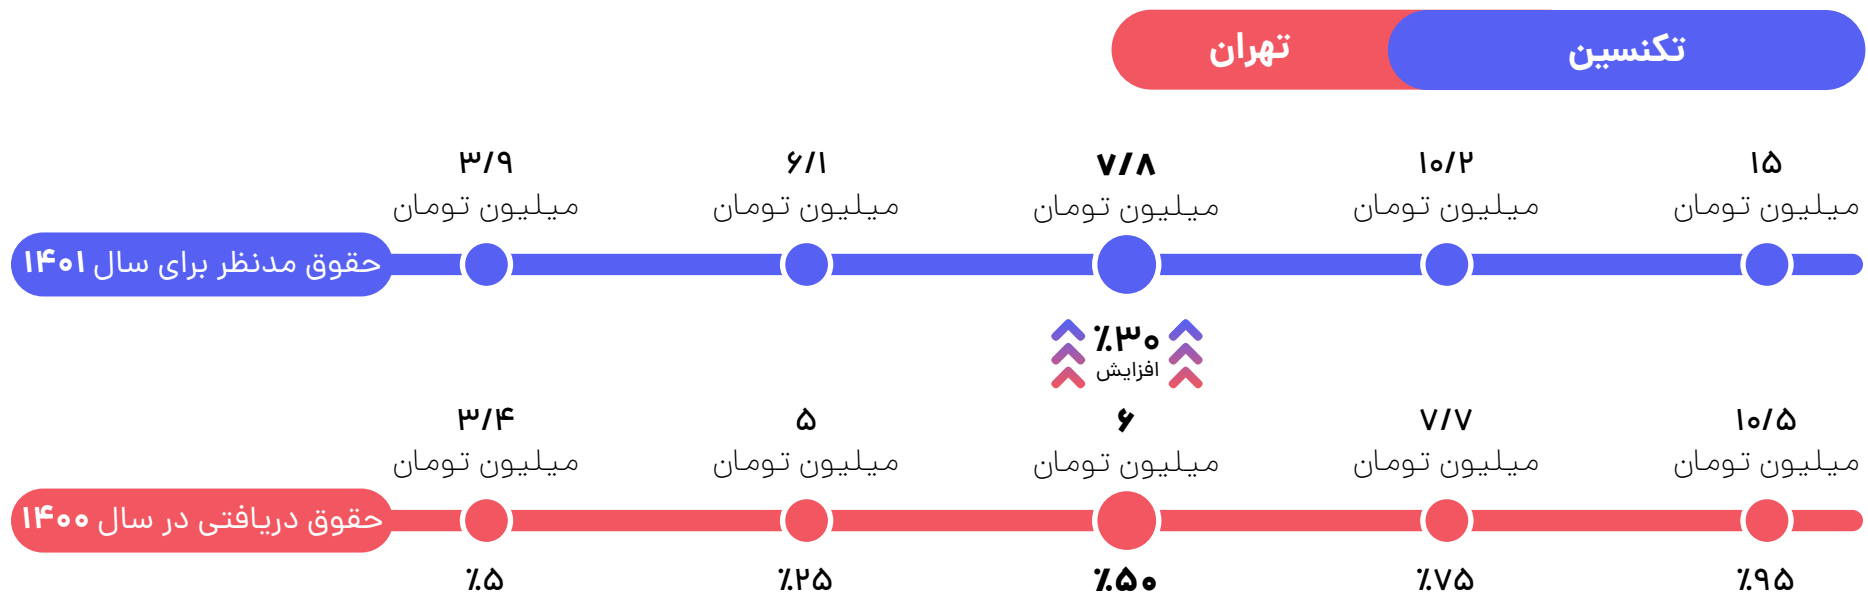 تکنسین
تهران
۱۵
۱۰/۲
۷/۸
۶/۱
۳/۹
میلیون تومان
میلیون تومان
میلیون تومان
میلیون تومان
میلیون تومان
حقوق مدنظر برای سال ۱۴۰۱
٪۳۰
افزایش
۱۰/۵
۷/۷
۶
۵
۳/۴
میلیون تومان
میلیون تومان
میلیون تومان
میلیون تومان
میلیون تومان
حقوق دریافتی در سال ۱۴۰۰
٪۹۵
٪۷۵
٪۵۰
٪۲۵
٪۵